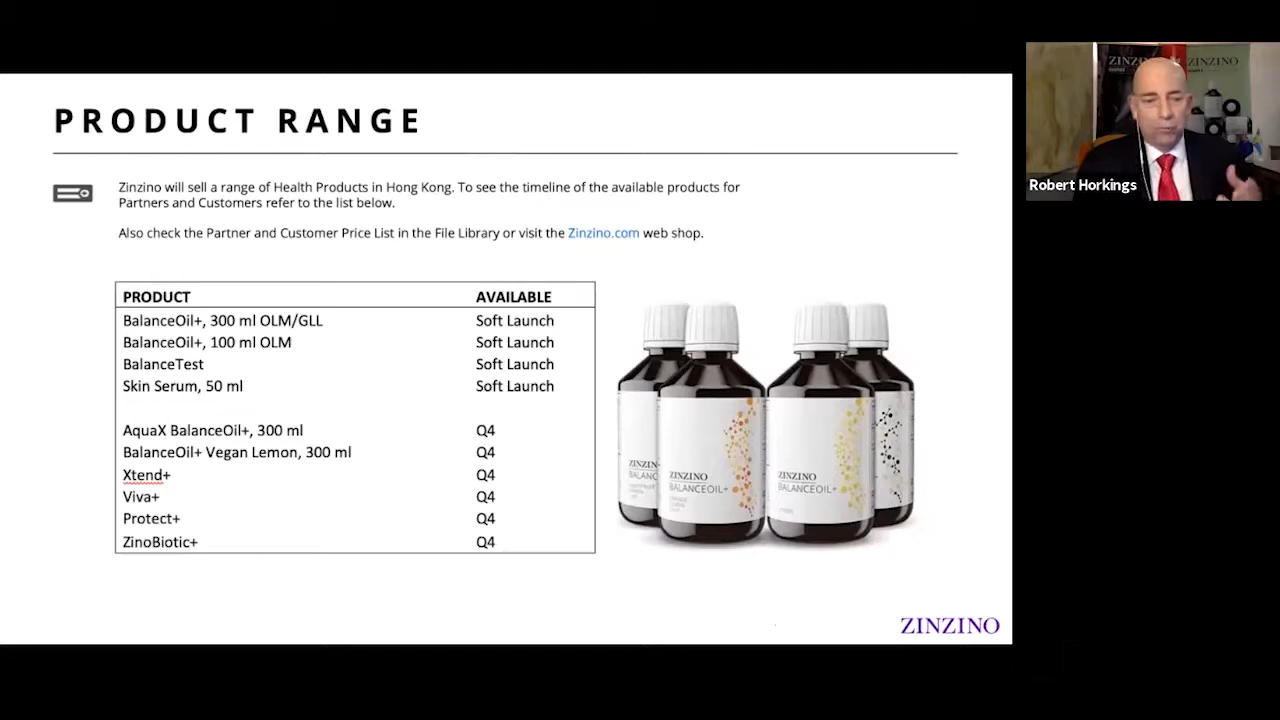 PRODUCT RANGE
Zinzino will sell a range of Health Products in Hong Kong. To see the timeline of the available products for
Partners and Customers refer to the list below.
Also check the Partner and Customer Price List in the File Library or visit the Zinzino.com web shop.
PRODUCT AVAILABLE
BalanceOil+, 300 ml OLM/GLL Soft Launch
BalanceOil+, 100 ml OLM Soft Launch
BalanceTest Soft Launch
Skin Serum, 50 ml Soft Launch
AquaX BalanceOil+, 300 ml Q4
BalanceOil+ Vegan Lemon, 300 ml Q4
Xtend+ Q4
Viva+ Q4
Protect+ Q4
ZinoBiotic+ Q4
ZINZIN
BALANC
ZINZINO
BALANCEOIL+
ZINZINO
BALANCEOIL+
ZINZINO
ZINZI
ZINZINO
Robert Horkings